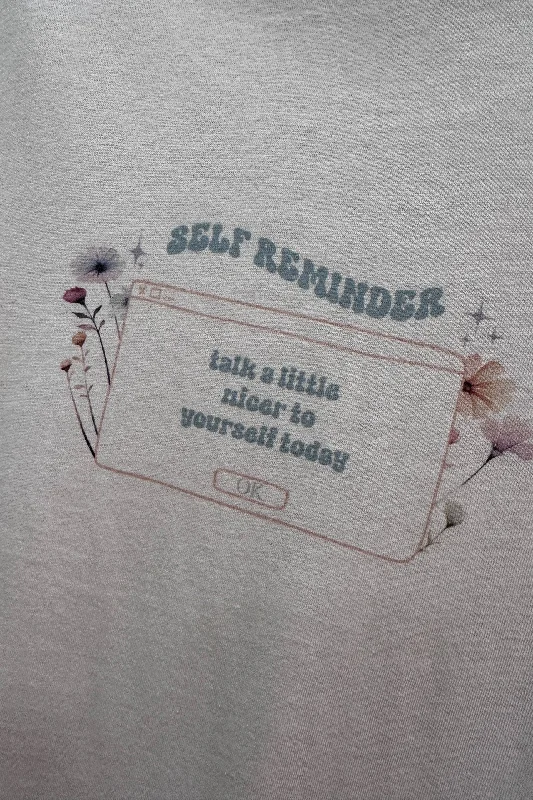 SELF REMINDER
talk a little
nicer to
yourself today
OK